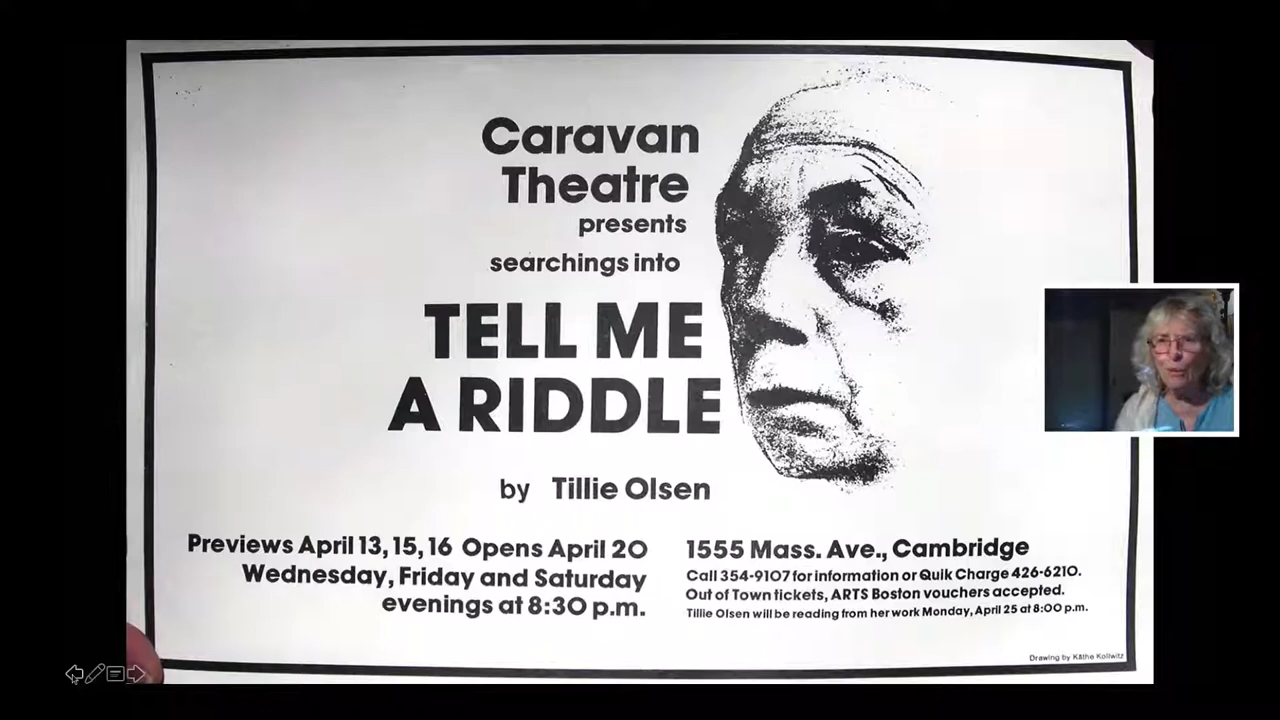 Caravan
Theatre
presents
searchings into
TELL ME
A RIDDLE
by Tillie Olsen
Previews April 13, 15, 16 Opens April 20
Wednesday, Friday and Saturday
evenings at 8:30 p.m.
1555 Mass. Ave., Cambridge
Call 354-9107 for information or Quik Charge 426-6210.
Out of Town tickets, ARTS Boston vouchers accepted.
Tillie Olsen will be reading from her work Monday, April 25 at 8:00 p.m.
Drawing by Käthe Kollwitz